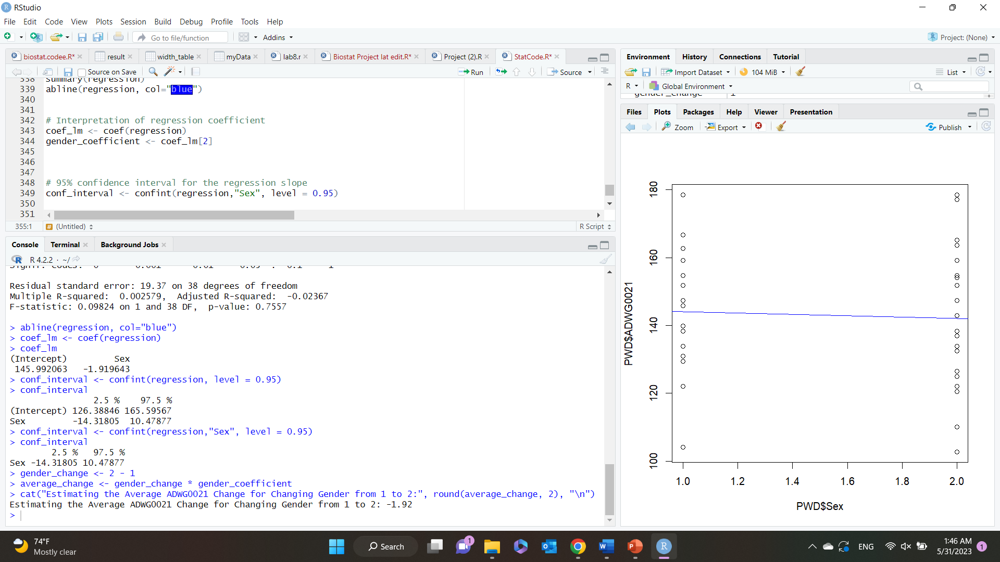 RStudio
File Edit Code View Plots Session Build Debug Profile Tools Help
Go to file/function Addins Project: (None)
biostat.codee.R* result width_table myData lab8.r Biostat Project lat edit.R* Project (2).R StatCode.R*
Source on Save Run Source
338 summary(regression)
339 abline(regression, col="blue")
340
341
342 # Interpretation of regression coefficient
343 coef_lm <- coef(regression)
344 gender_coefficient <- coef_lm[2]
345
346
347
348 # 95% confidence interval for the regression slope
349 conf_interval <- confint(regression,"Sex", level = 0.95)
350
351
355:1 # (Untitled) R Script
Console Terminal Background Jobs
R R 4.2.2 · ~/
Residual standard error: 19.37 on 38 degrees of freedom
Multiple R-squared:  0.002579,  Adjusted R-squared:  -0.02367
F-statistic: 0.09824 on 1 and 38 DF,  p-value: 0.7557
> abline(regression, col="blue")
> coef_lm <- coef(regression)
> coef_lm
(Intercept)         Sex
 145.992063   -1.919643
> conf_interval <- confint(regression, level = 0.95)
> conf_interval
                2.5 %    97.5 %
(Intercept) 126.38846 165.59567
Sex         -14.31805  10.47877
> conf_interval <- confint(regression,"Sex", level = 0.95)
> conf_interval
        2.5 %   97.5 %
Sex -14.31805 10.47877
> gender_change <- 2 - 1
> average_change <- gender_change * gender_coefficient
> cat("Estimating the Average ADWG0021 Change for Changing Gender from 1 to 2:", round(average_change, 2), "\n")
Estimating the Average ADWG0021 Change for Changing Gender from 1 to 2: -1.92
>
Environment History Connections Tutorial
Import Dataset 104 MiB List
R Global Environment
gender_change 1
Files Plots Packages Help Viewer Presentation
Zoom Export Publish
180
160
140
120
100
PWD$ADWG0021
1.0 1.2 1.4 1.6 1.8 2.0
PWD$Sex
74°F
Mostly clear
Search
1
ENG
1:46 AM
5/31/2023
1